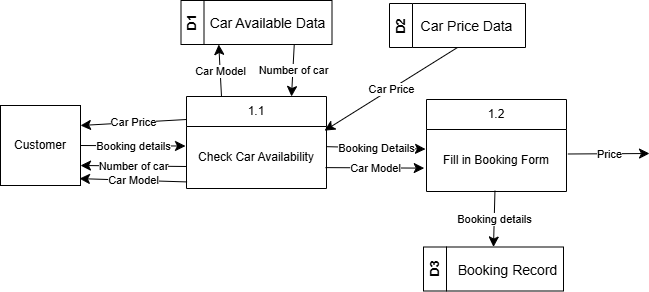 D1
Car Available Data
D2
Car Price Data
Car Model
Number of car
Car Price
1.1
Check Car Availability
Customer
Car Price
Booking details
Number of car
Car Model
Booking Details
Car Model
1.2
Fill in Booking Form
Price
Booking details
D3
Booking Record